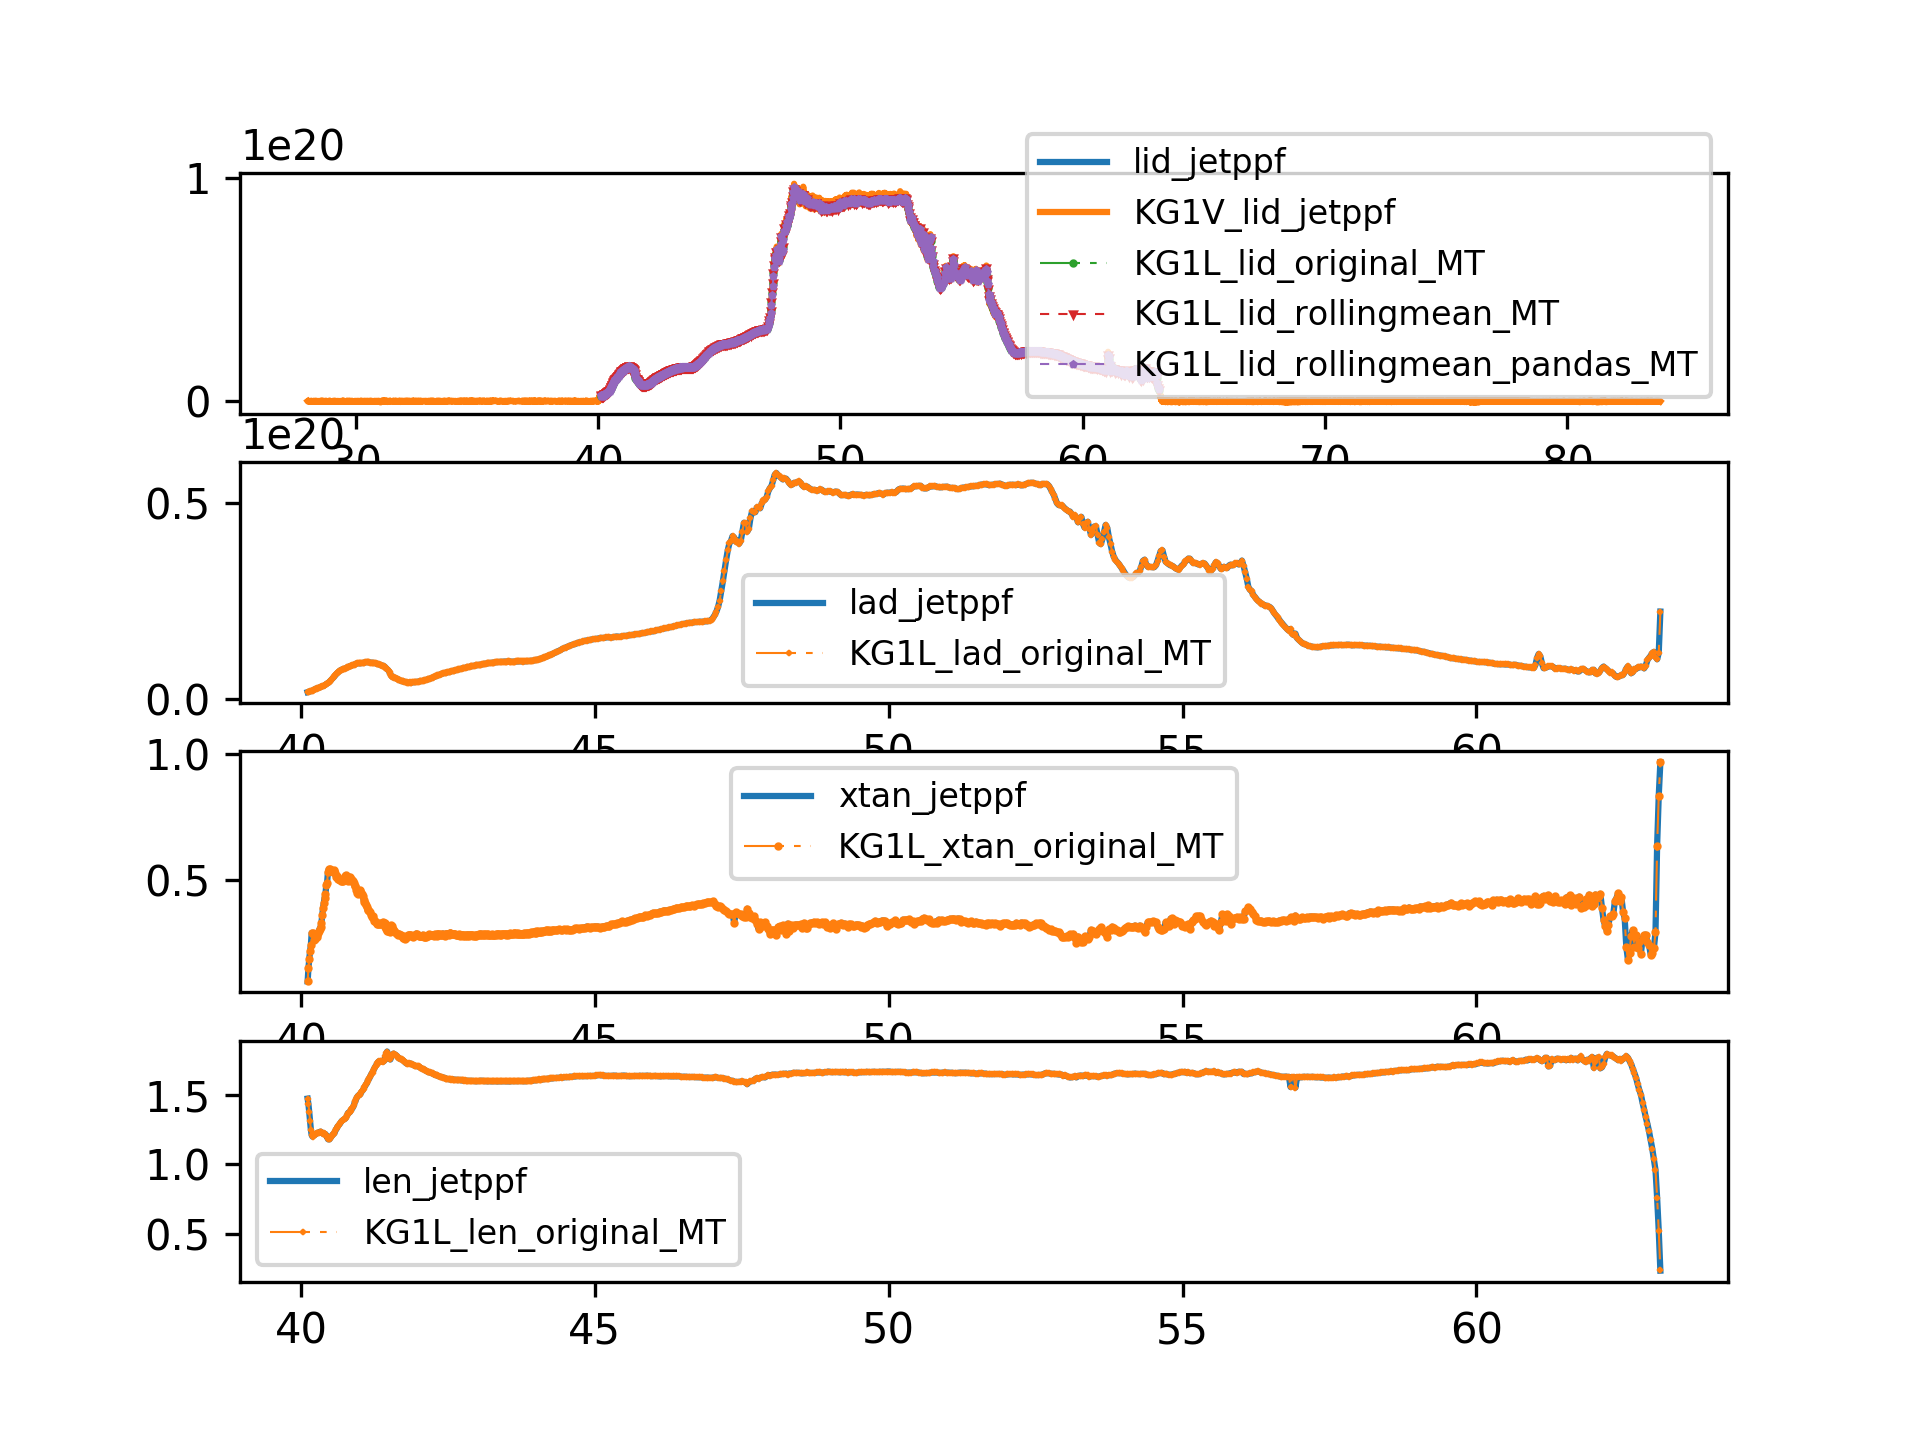 1e20
1
0
lid_jetppf
KG1V_lid_jetppf
KG1L_lid_original_MT
KG1L_lid_rollingmean_MT
KG1L_lid_rollingmean_pandas_MT
30 40 50 60 70 80
1e20
0.5
0.0
lad_jetppf
KG1L_lad_original_MT
40 45 50 55 60
1.0
0.5
xtan_jetppf
KG1L_xtan_original_MT
40 45 50 55 60
1.5
1.0
0.5
len_jetppf
KG1L_len_original_MT
40 45 50 55 60